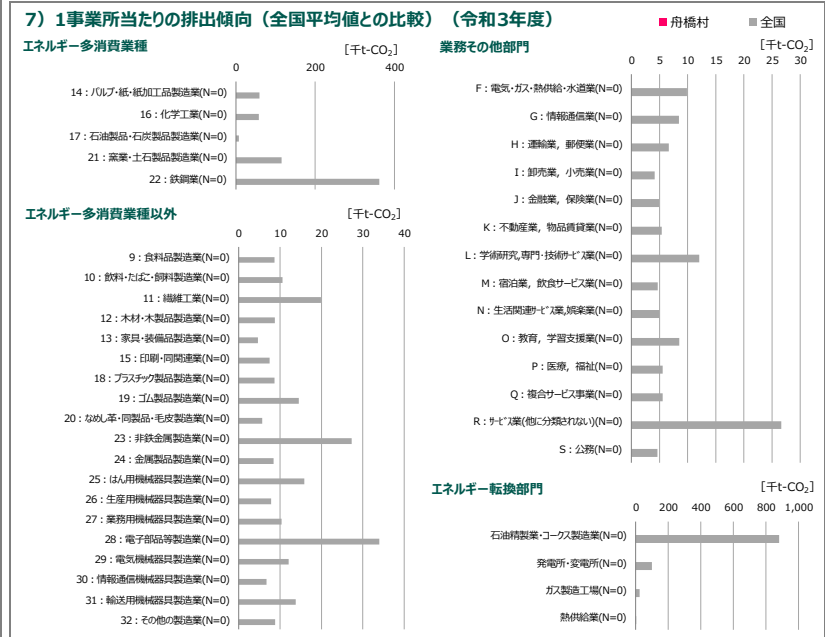 7）1事業所当たりの排出傾向（全国平均値との比較）（令和3年度）
■舟橋村 ■全国
エネルギー多消費業種
［千t-CO₂］
0 200 400
14：パルプ・紙・紙加工品製造業(N=0)
16：化学工業(N=0)
17：石油製品・石炭製品製造業(N=0)
21：窯業・土石製品製造業(N=0)
22：鉄鋼業(N=0)
エネルギー多消費業種以外
［千t-CO₂］
0 10 20 30 40
9：食料品製造業(N=0)
10：飲料・たばこ・飼料製造業(N=0)
11：繊維工業(N=0)
12：木材・木製品製造業(N=0)
13：家具・装備品製造業(N=0)
15：印刷・同関連業(N=0)
18：プラスチック製品製造業(N=0)
19：ゴム製品製造業(N=0)
20：なめし革・同製品・毛皮製造業(N=0)
23：非鉄金属製造業(N=0)
24：金属製品製造業(N=0)
25：はん用機械器具製造業(N=0)
26：生産用機械器具製造業(N=0)
27：業務用機械器具製造業(N=0)
28：電子部品等製造業(N=0)
29：電気機械器具製造業(N=0)
30：情報通信機械器具製造業(N=0)
31：輸送用機械器具製造業(N=0)
32：その他の製造業(N=0)
業務その他部門
［千t-CO₂］
0 5 10 15 20 25 30
F：電気・ガス・熱供給・水道業(N=0)
G：情報通信業(N=0)
H：運輸業，郵便業(N=0)
I：卸売業，小売業(N=0)
J：金融業，保険業(N=0)
K：不動産業，物品賃貸業(N=0)
L：学術研究,専門・技術ｻｰﾋﾞｽ業(N=0)
M：宿泊業，飲食サービス業(N=0)
N：生活関連ｻｰﾋﾞｽ業,娯楽業(N=0)
O：教育，学習支援業(N=0)
P：医療，福祉(N=0)
Q：複合サービス事業(N=0)
R：ｻｰﾋﾞｽ業(他に分類されない)(N=0)
S：公務(N=0)
エネルギー転換部門
［千t-CO₂］
0 200 400 600 800 1,000
石油精製業・コークス製造業(N=0)
発電所・変電所(N=0)
ガス製造工場(N=0)
熱供給業(N=0)